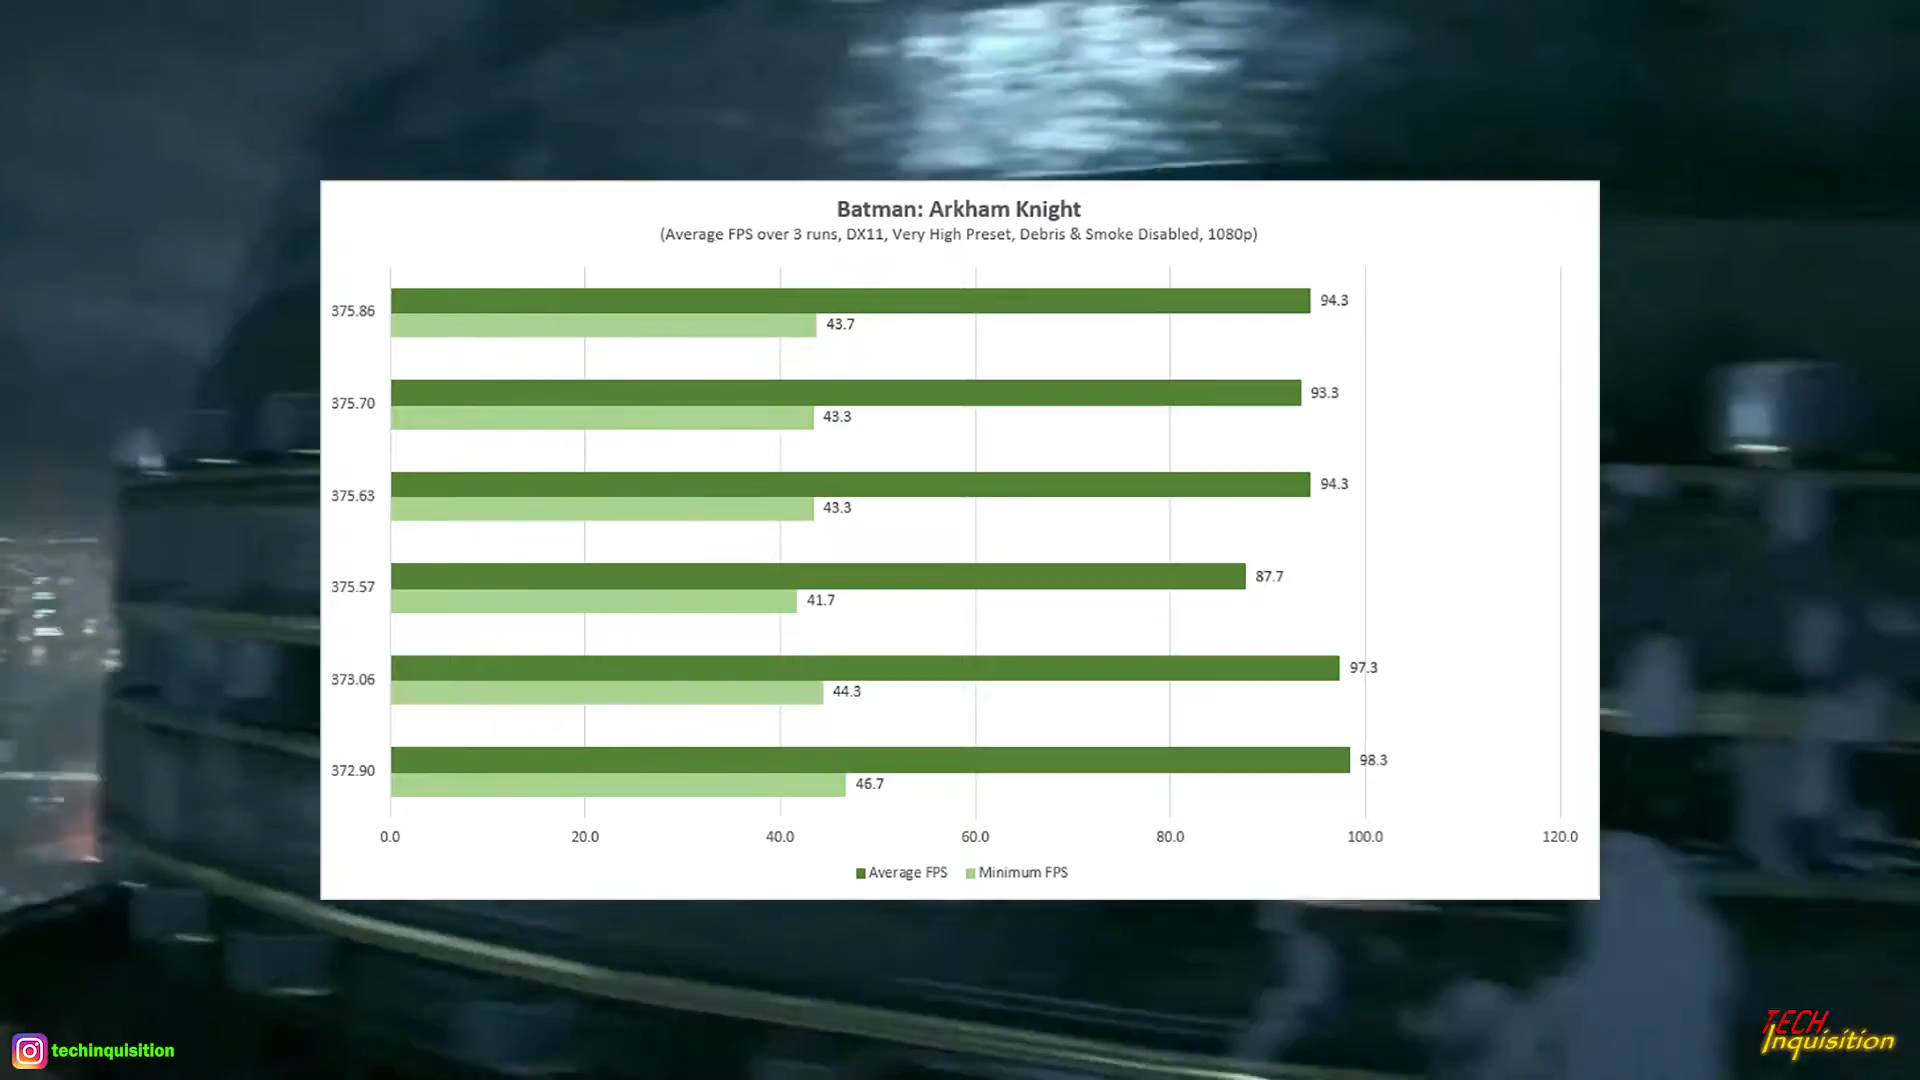 Batman: Arkham Knight
(Average FPS over 3 runs, DX11, Very High Preset, Debris & Smoke Disabled, 1080p)
375.86
94.3
43.7
375.70
93.3
43.3
375.63
94.3
43.3
375.57
87.7
41.7
373.06
97.3
44.3
372.90
98.3
46.7
0.0 20.0 40.0 60.0 80.0 100.0 120.0
Average FPS Minimum FPS
techinquisition
TECH
Inquisition